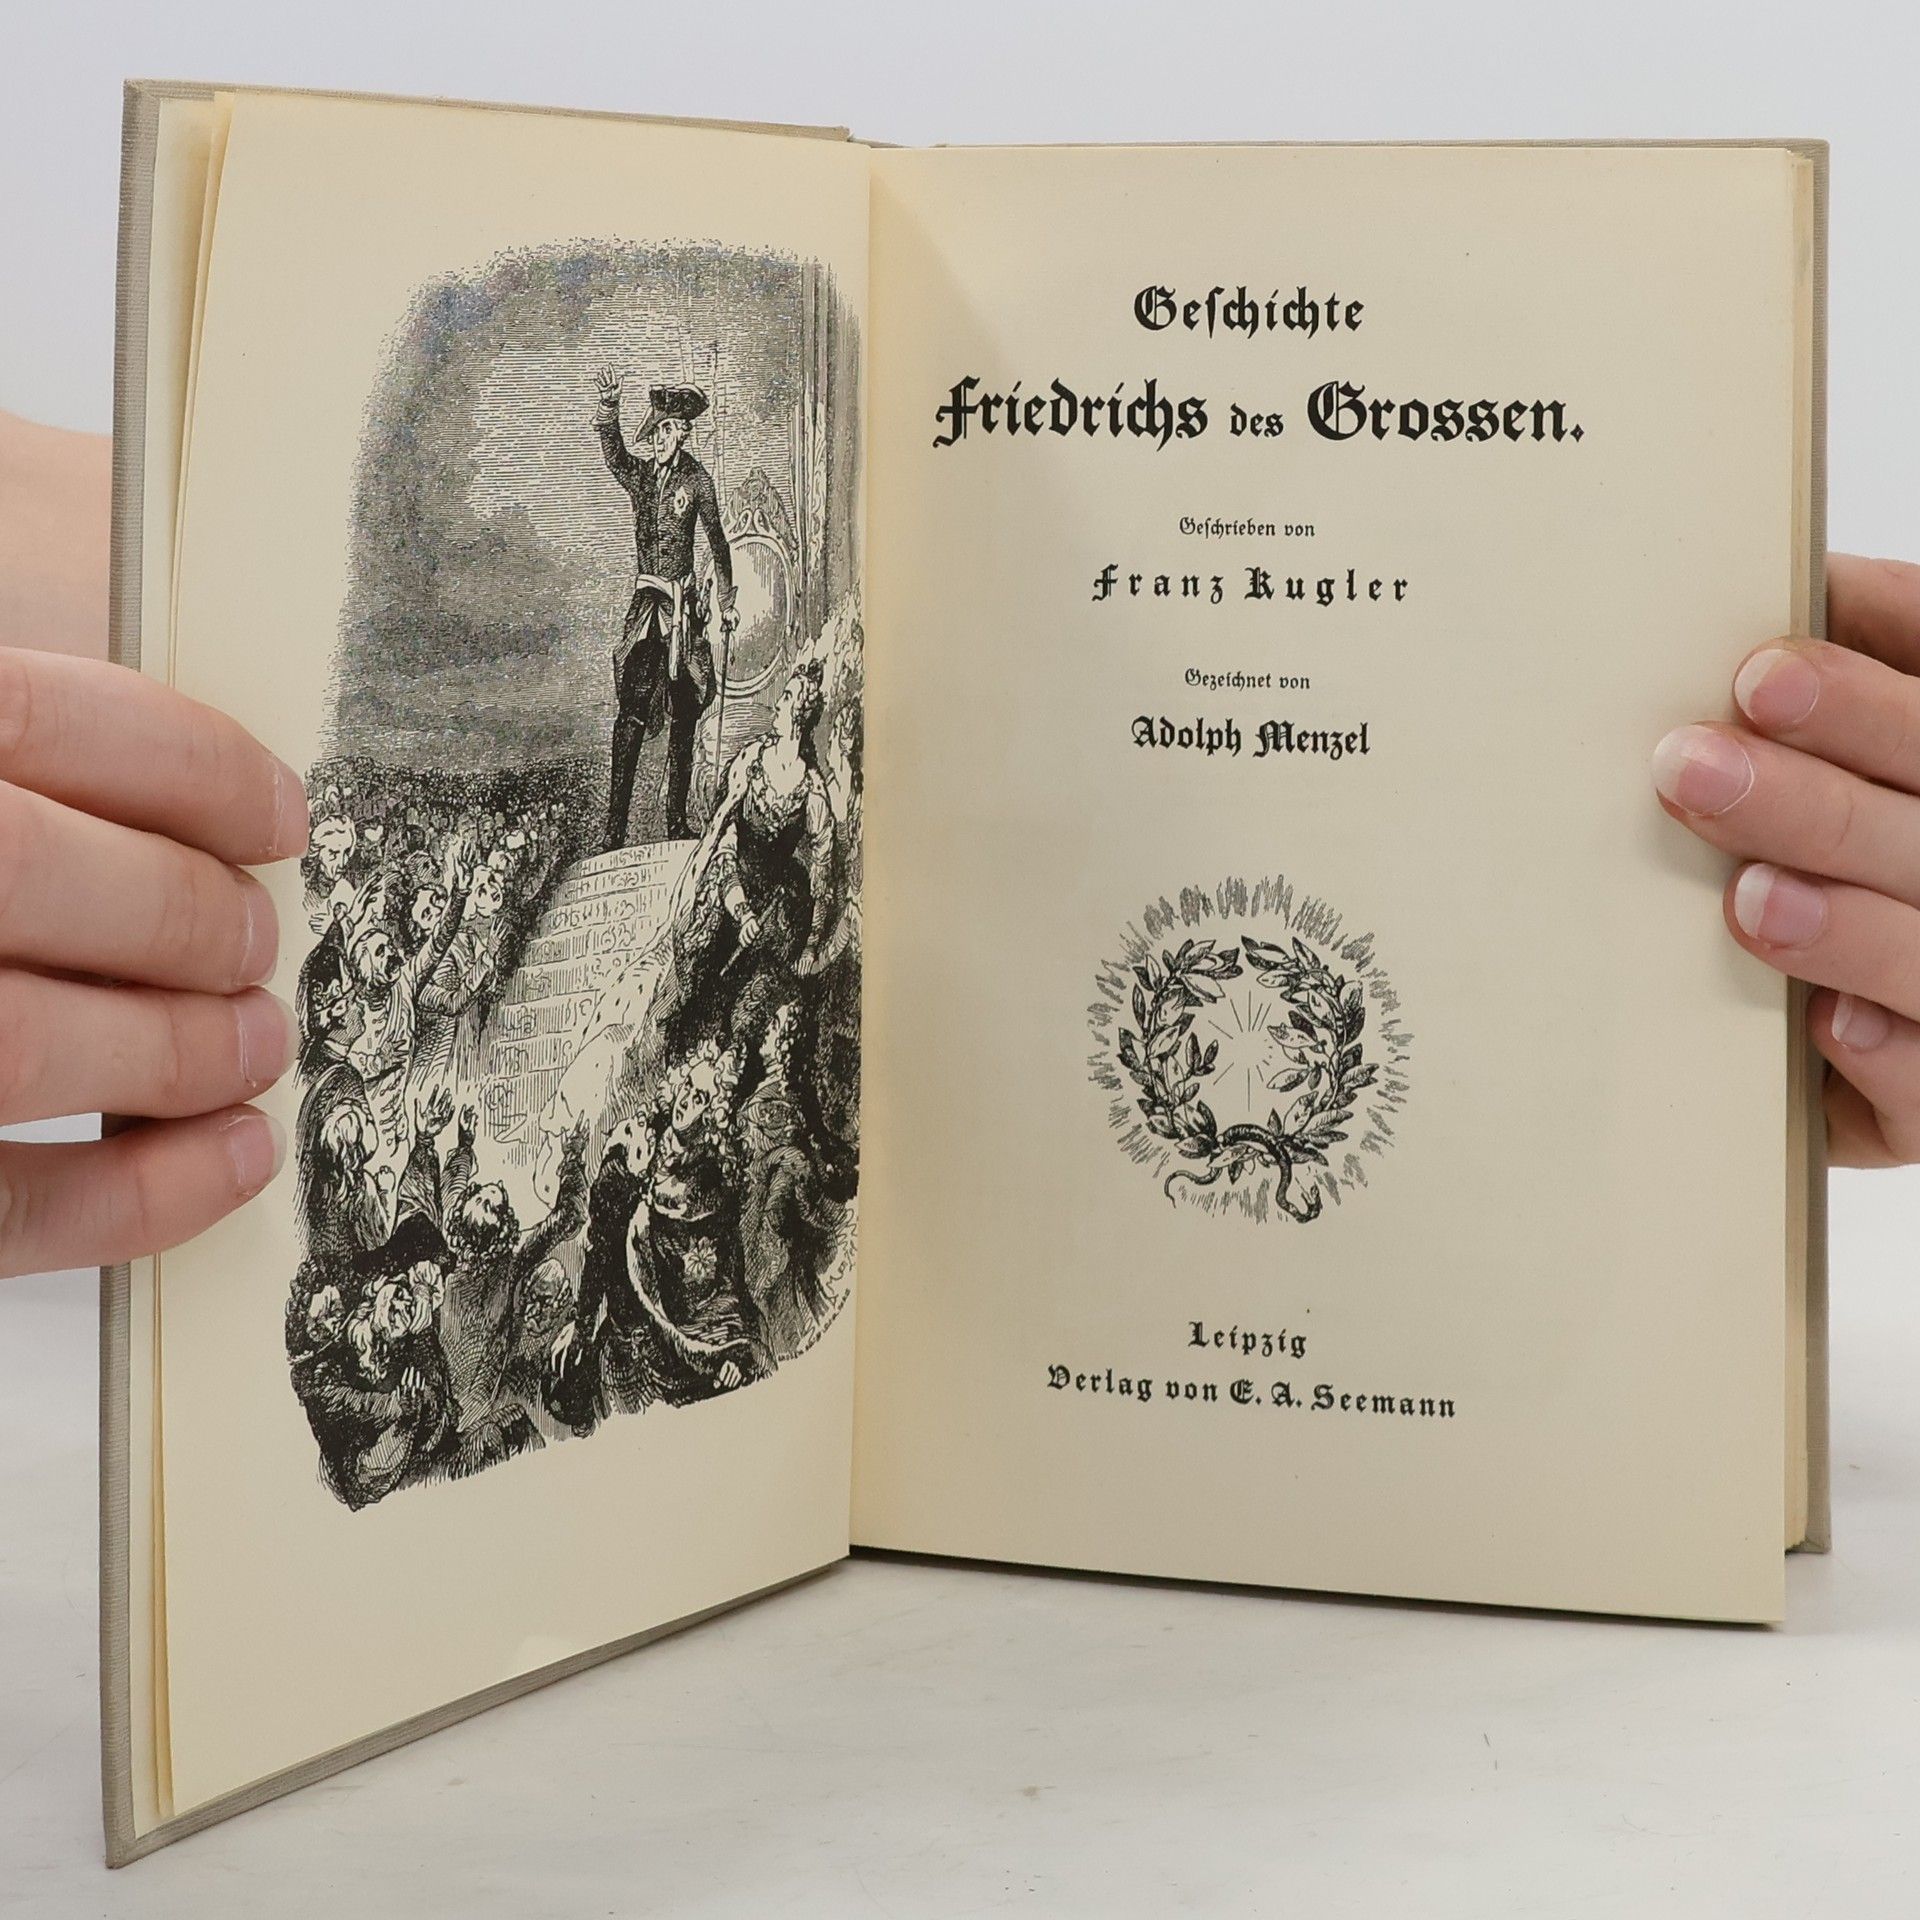 Geſchichte
Friedrichs des Grossen.
Geſchrieben von
Franz Kugler
Gezeichnet von
Adolph Menzel
Leipzig
Verlag von E. A. Seemann